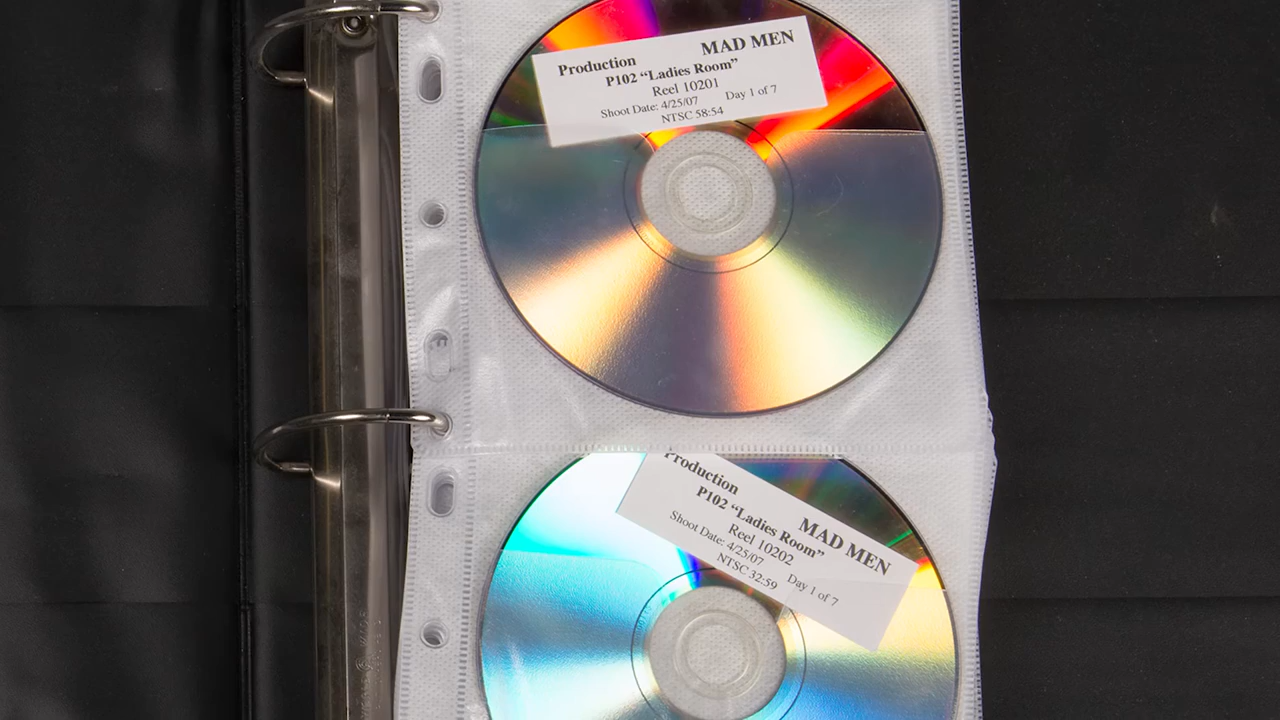 MAD MEN
Production
P102 “Ladies Room”
Reel 10201
Shoot Date: 4/25/07 Day 1 of 7
NTSC 58:54
Production
MAD MEN
P102 “Ladies Room”
Reel 10202
Shoot Date: 4/25/07 Day 1 of 7
NTSC 32:59